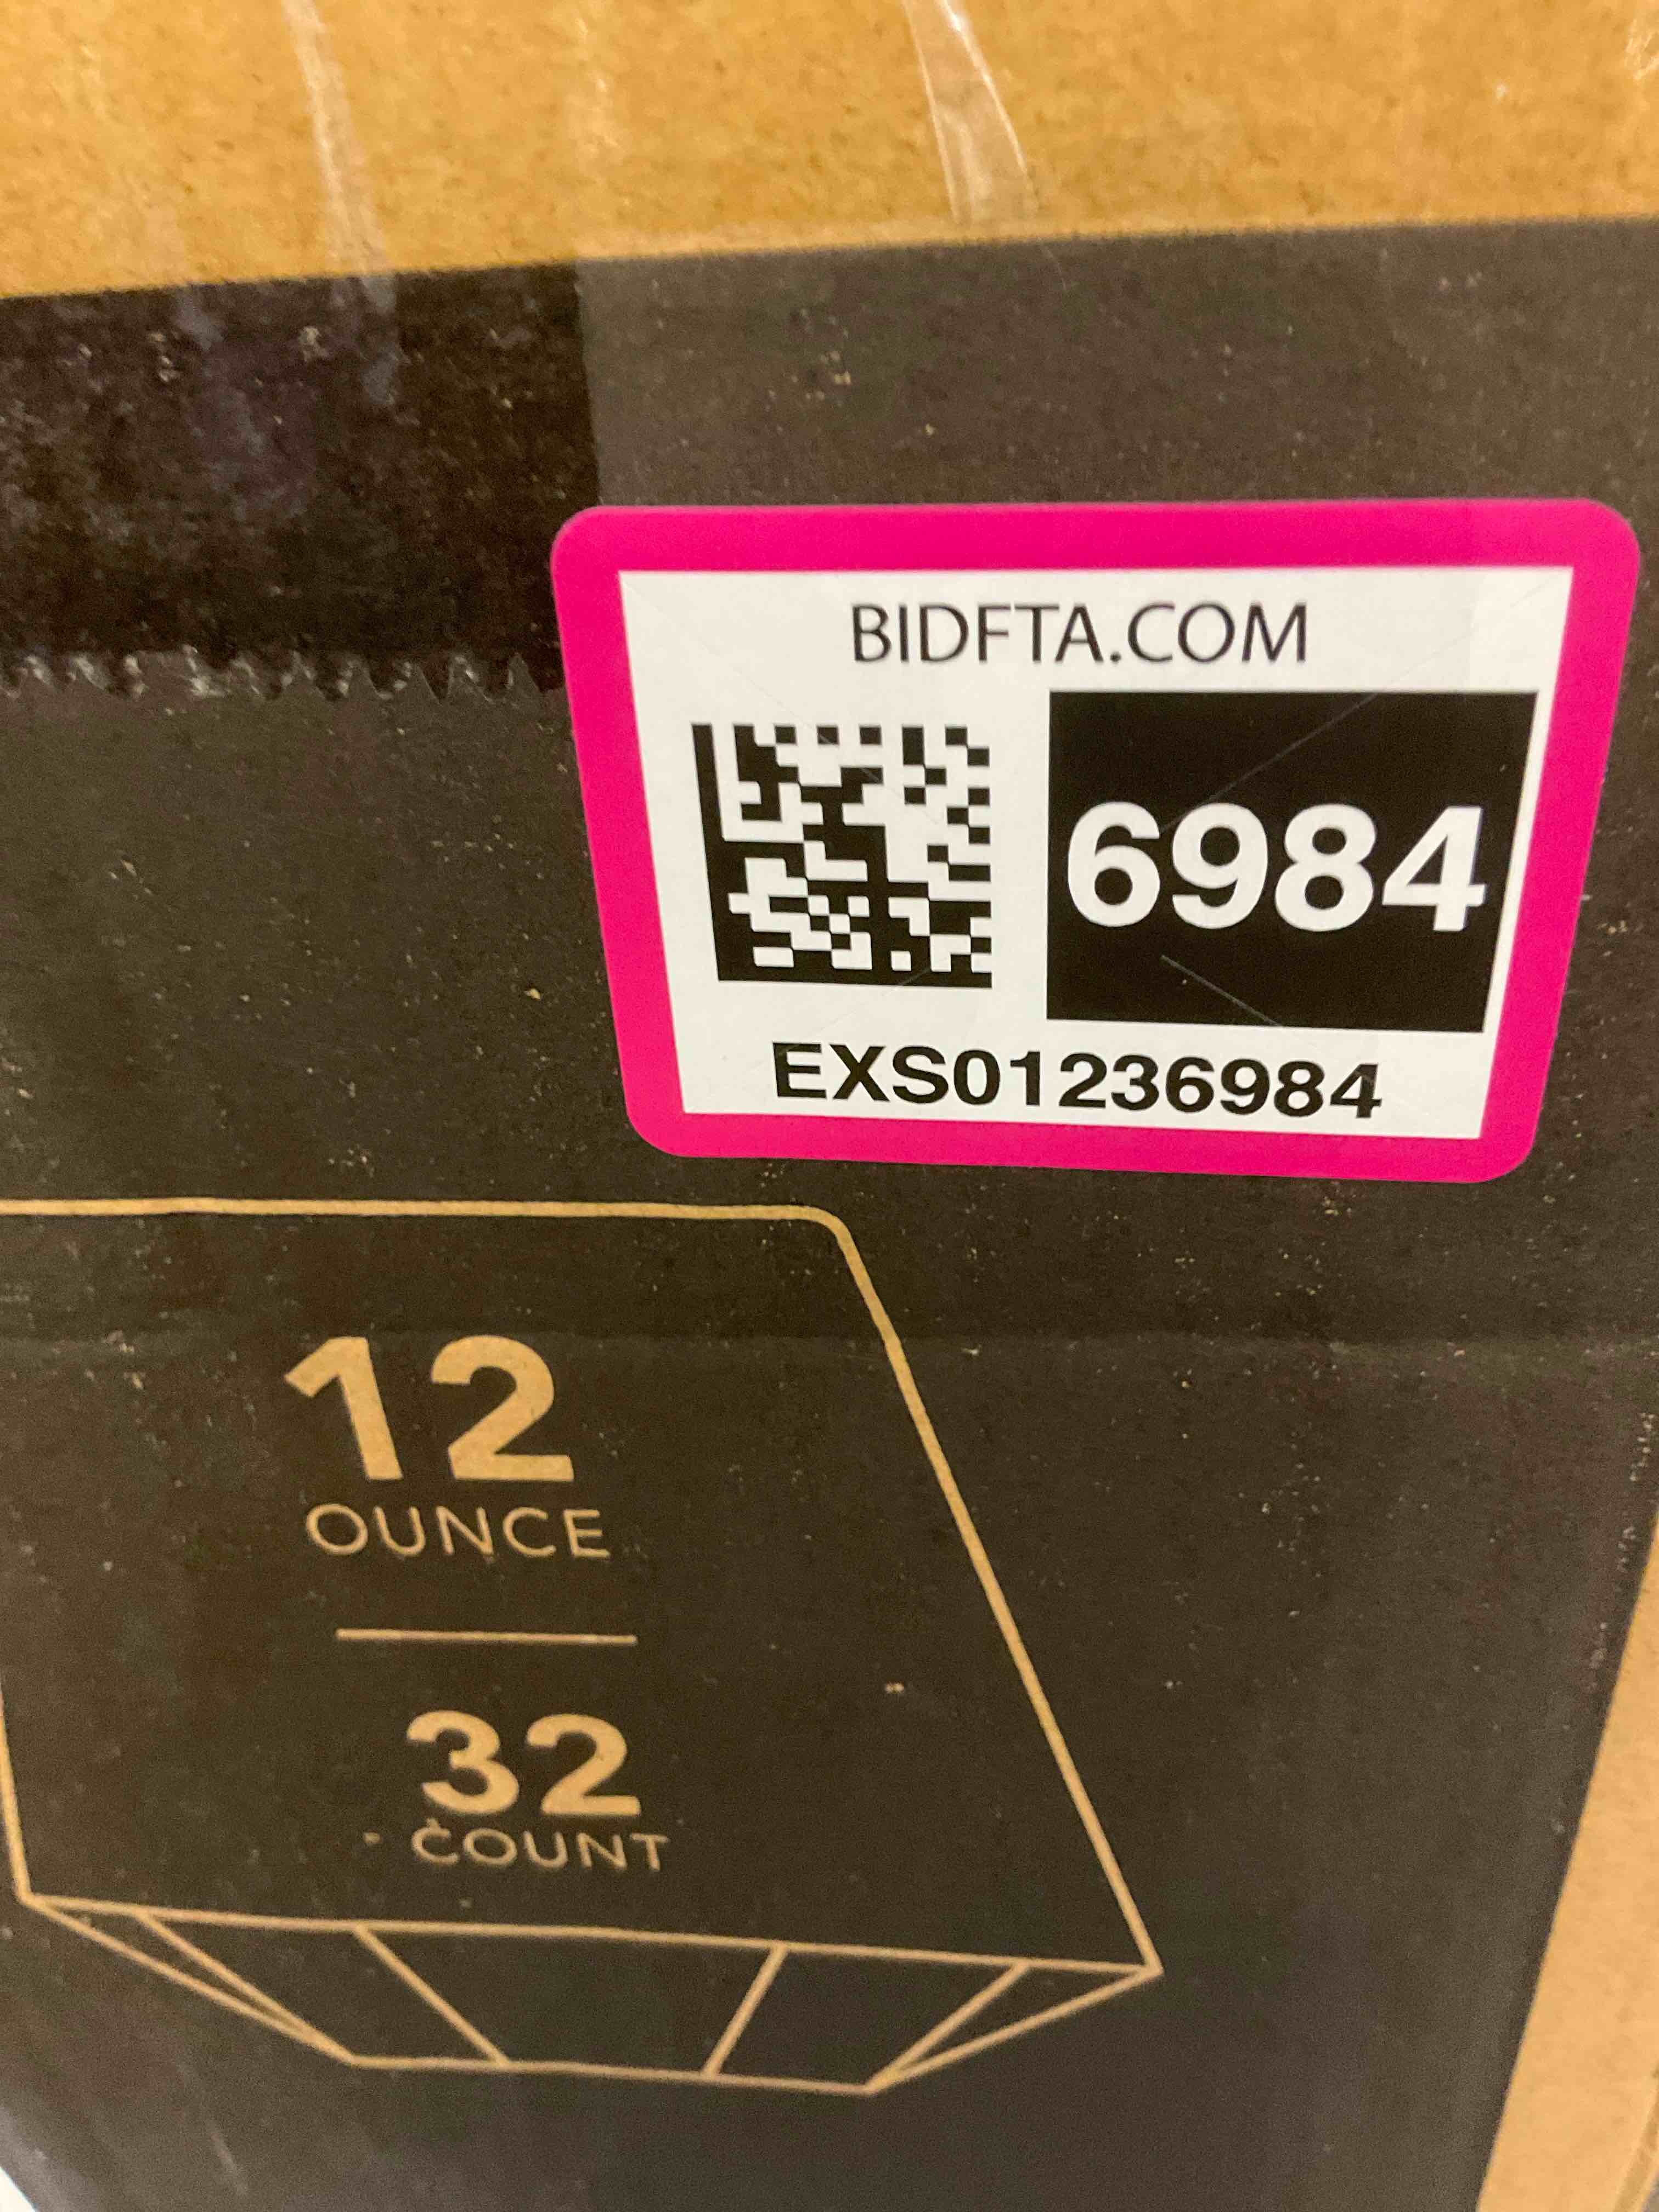 BIDFTA.COM
6984
EXS01236984
12
OUNCE
32
COUNT